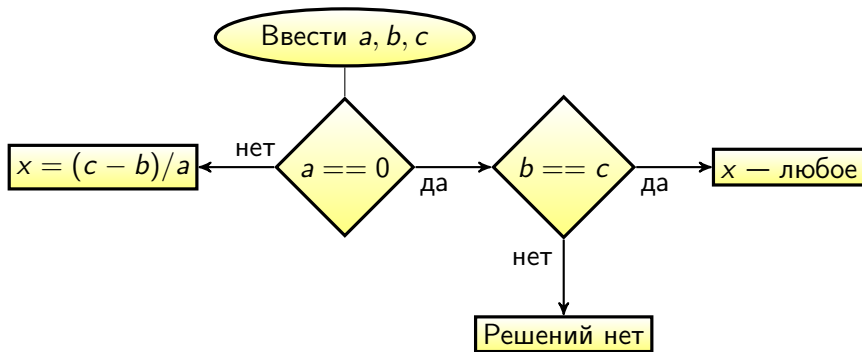 Ввести a, b, c
нет
x = (c − b)/a
a == 0
да
b == c
да
x — любое
нет
Решений нет